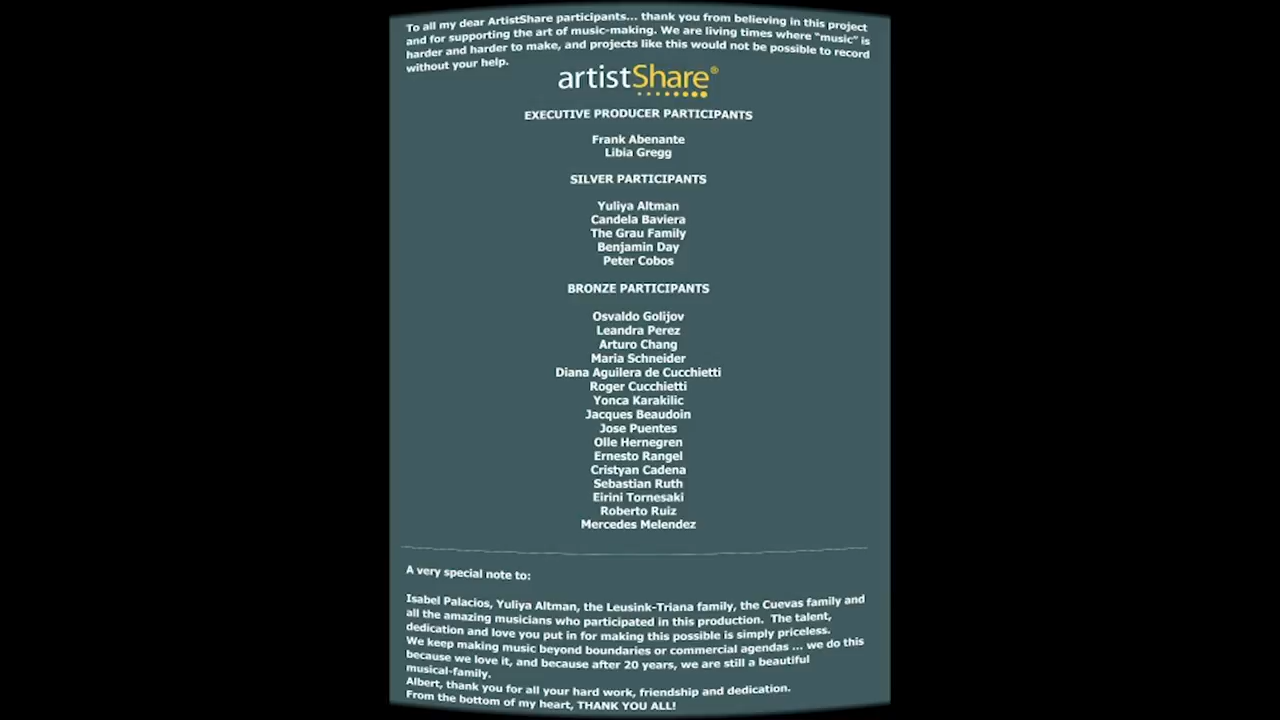 To all my dear ArtistShare participants... thank you from believing in this project
and for supporting the art of music-making. We are living times where “music” is
harder and harder to make, and projects like this would not be possible to record
without your help.
artistShare®
EXECUTIVE PRODUCER PARTICIPANTS
Frank Abenante
Libia Gregg
SILVER PARTICIPANTS
Yuliya Altman
Candela Baviera
The Grau Family
Benjamin Day
Peter Cobos
BRONZE PARTICIPANTS
Osvaldo Golijov
Leandra Perez
Arturo Chang
Maria Schneider
Diana Aguilera de Cucchietti
Roger Cucchietti
Yonca Karakilic
Jacques Beaudoin
Jose Puentes
Olle Hernegren
Ernesto Rangel
Cristyan Cadena
Sebastian Ruth
Eirini Tornesaki
Roberto Ruiz
Mercedes Melendez
A very special note to:
Isabel Palacios, Yuliya Altman, the Leusink-Triana family, the Cuevas family and
all the amazing musicians who participated in this production. The talent,
dedication and love you put in for making this possible is simply priceless.
We keep making music beyond boundaries or commercial agendas ... we do this
because we love it, and because after 20 years, we are still a beautiful
musical-family.
Albert, thank you for all your hard work, friendship and dedication.
From the bottom of my heart, THANK YOU ALL!